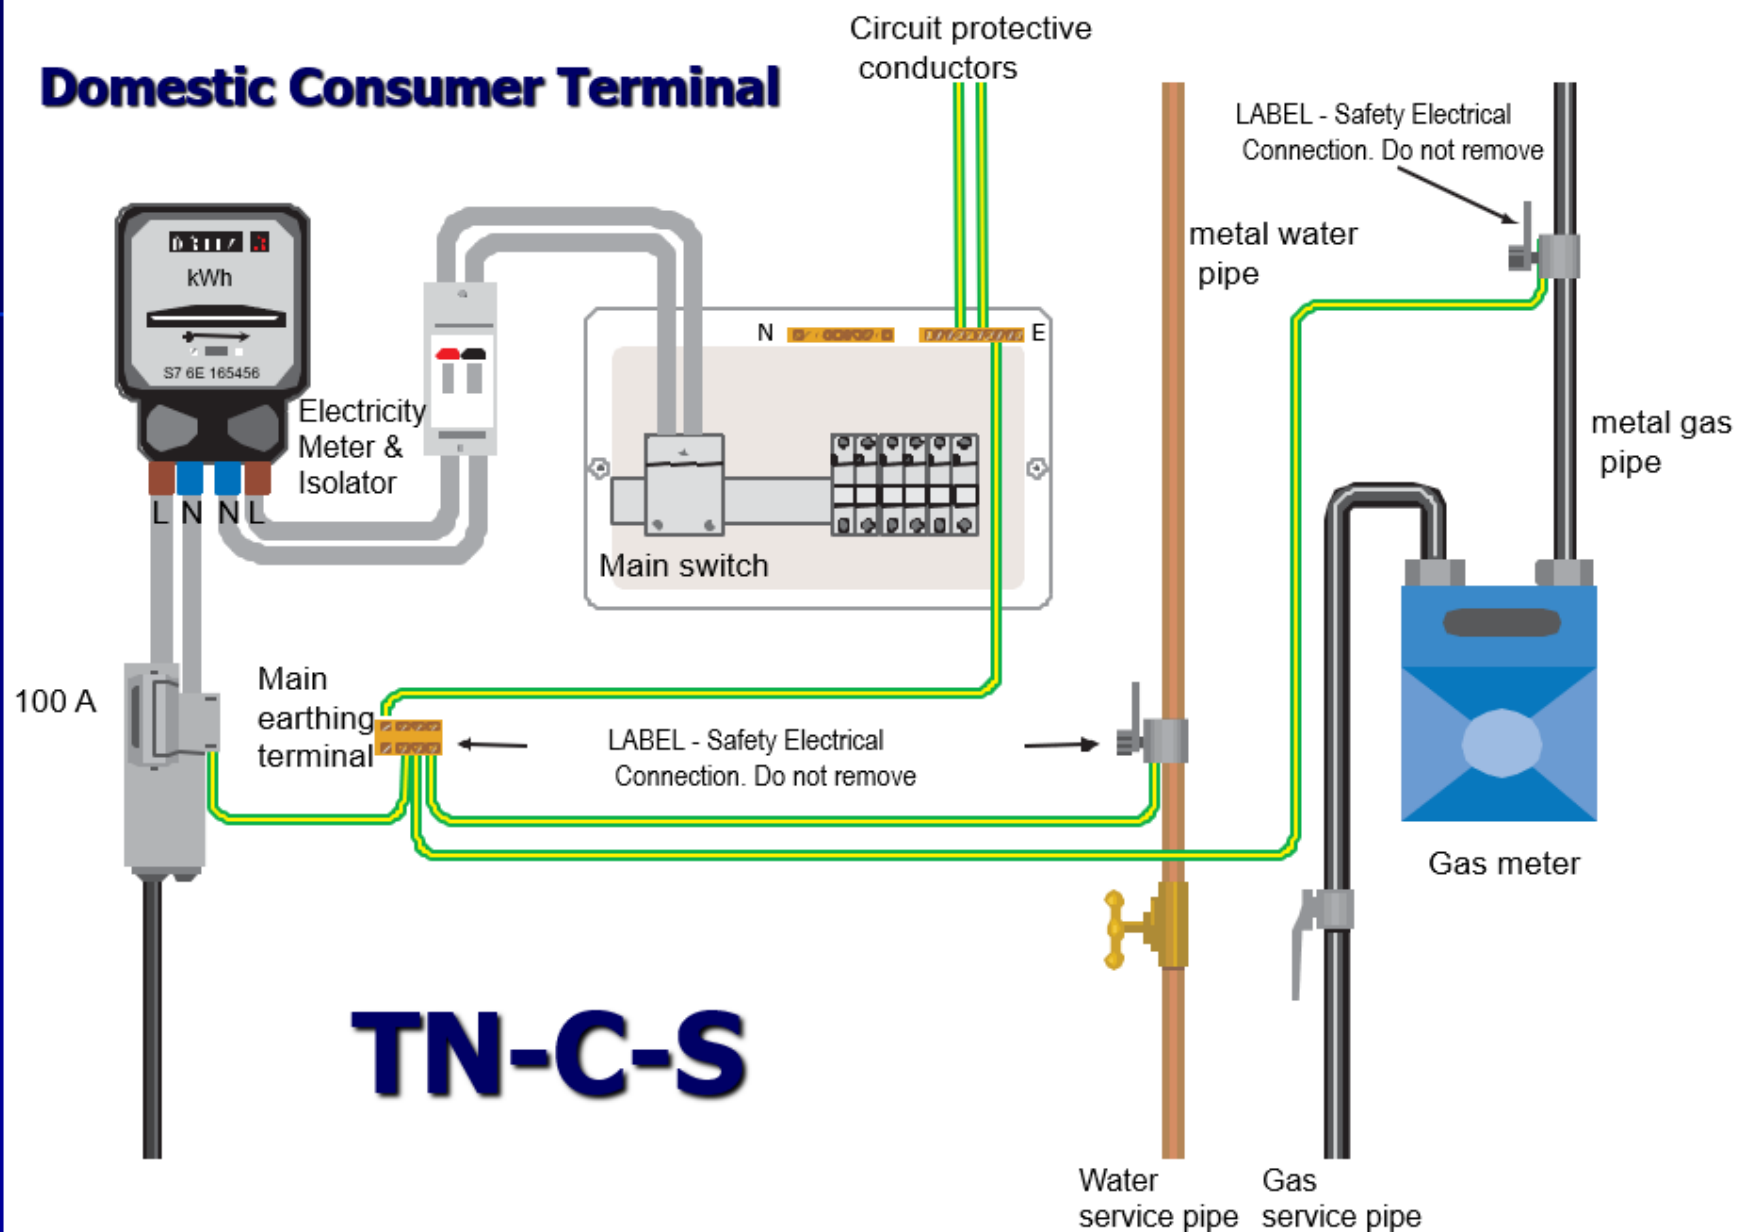 Domestic Consumer Terminal
Circuit protective
conductors
LABEL - Safety Electrical
Connection. Do not remove
metal water
pipe
kWh
S7 6E 165456
N
E
Electricity
Meter &
Isolator
L N N L
metal gas
pipe
Main switch
100 A
Main
earthing
terminal
LABEL - Safety Electrical
Connection. Do not remove
Gas meter
TN-C-S
Water
service pipe
Gas
service pipe